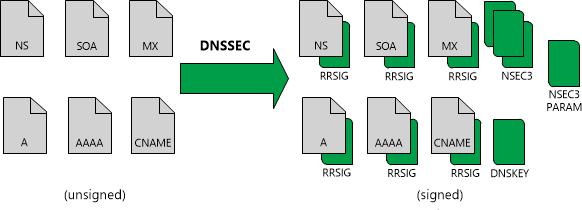 DNSSEC
NS SOA MX NS SOA MX
RRSIG RRSIG RRSIG NSEC3
NSEC3
PARAM
A AAAA CNAME A AAAA CNAME
RRSIG RRSIG RRSIG DNSKEY
(unsigned) (signed)